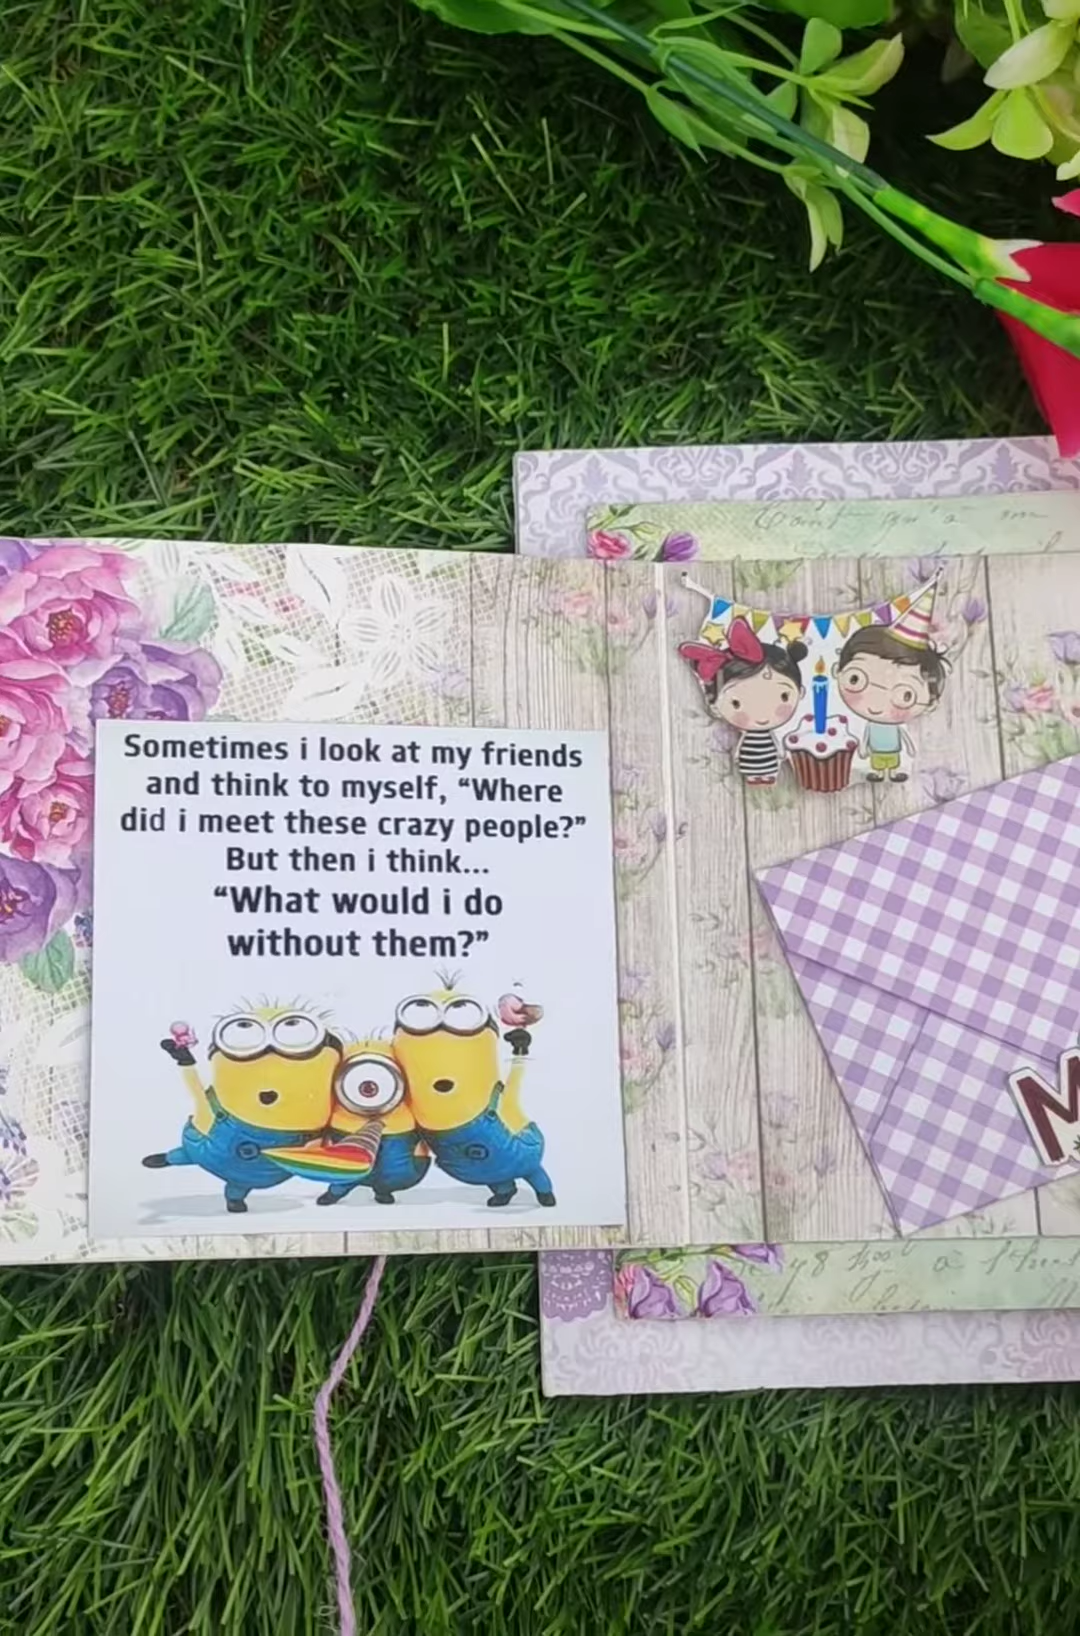 Sometimes i look at my friends
and think to myself, “Where
did i meet these crazy people?”
But then i think...
“What would i do
without them?”
M